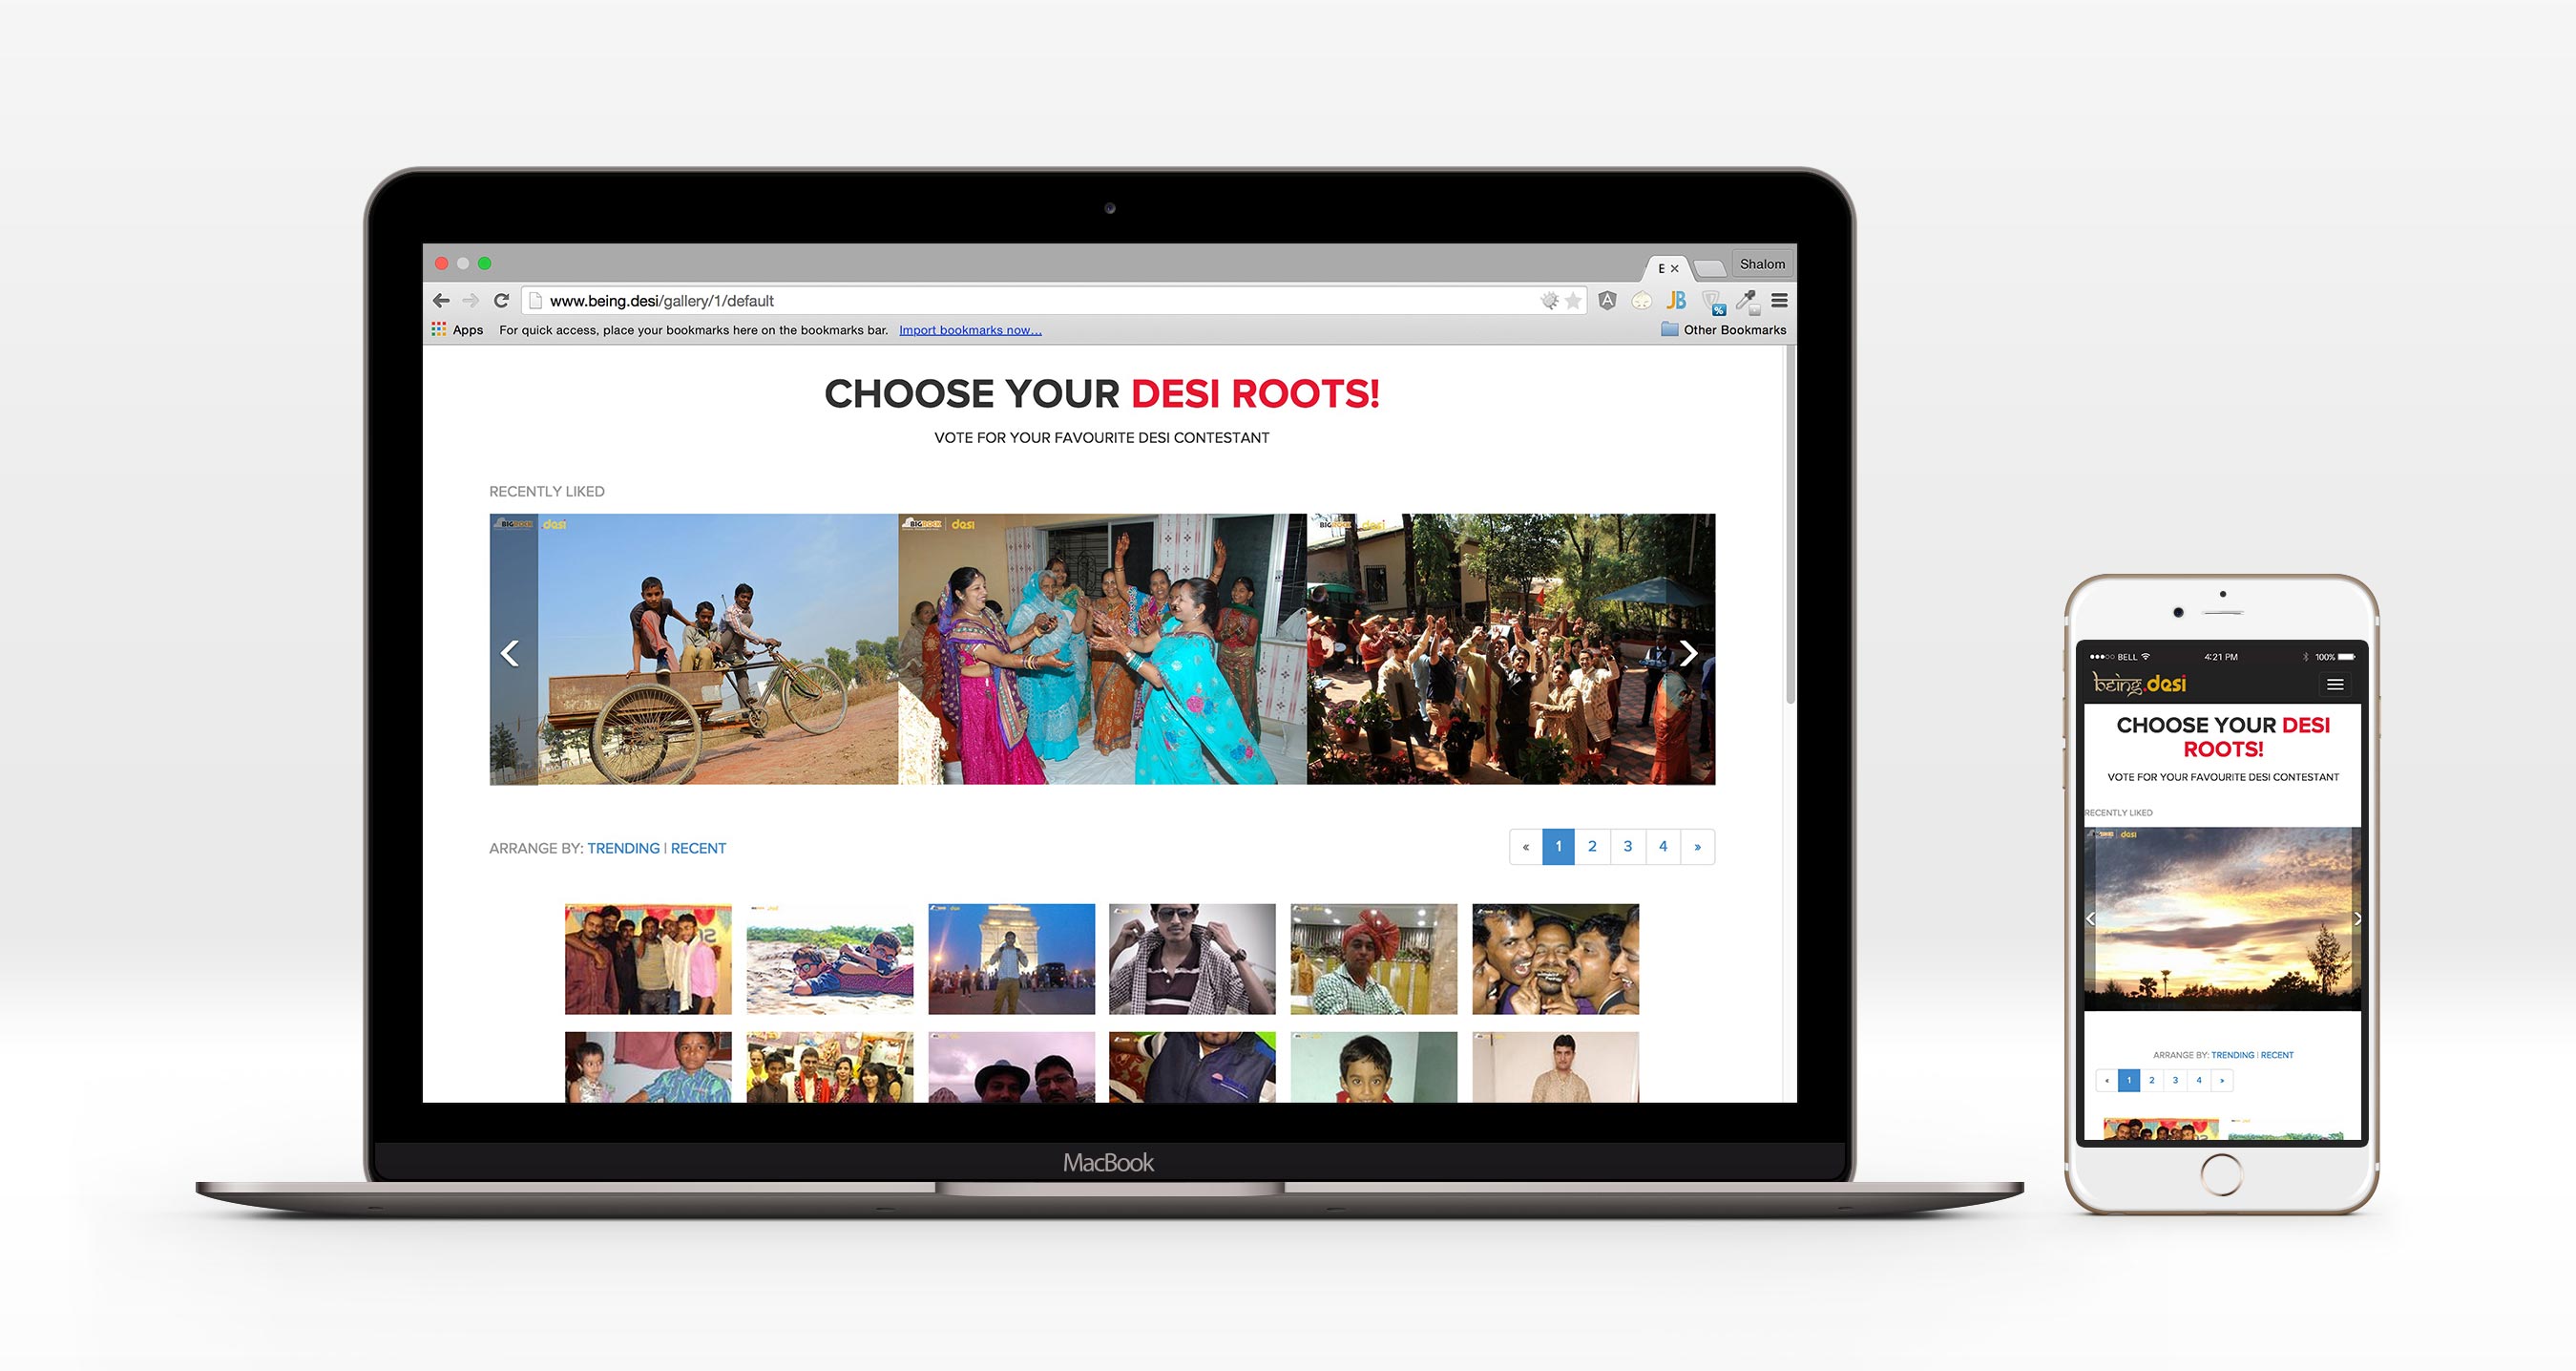 E
Shalom
www.being.desi/gallery/1/default
JB
%
Apps For quick access, place your bookmarks here on the bookmarks bar. Import bookmarks now... Other Bookmarks
CHOOSE YOUR DESI ROOTS!
VOTE FOR YOUR FAVOURITE DESI CONTESTANT
RECENTLY LIKED
BIGROCK desi
BIGROCK desi
BIGROCK desi
ARRANGE BY: TRENDING | RECENT
« 1 2 3 4 »
MacBook
BELL 4:21 PM 100%
being.desi
CHOOSE YOUR DESI
ROOTS!
VOTE FOR YOUR FAVOURITE DESI CONTESTANT
RECENTLY LIKED
desi
ARRANGE BY: TRENDING | RECENT
« 1 2 3 4 »